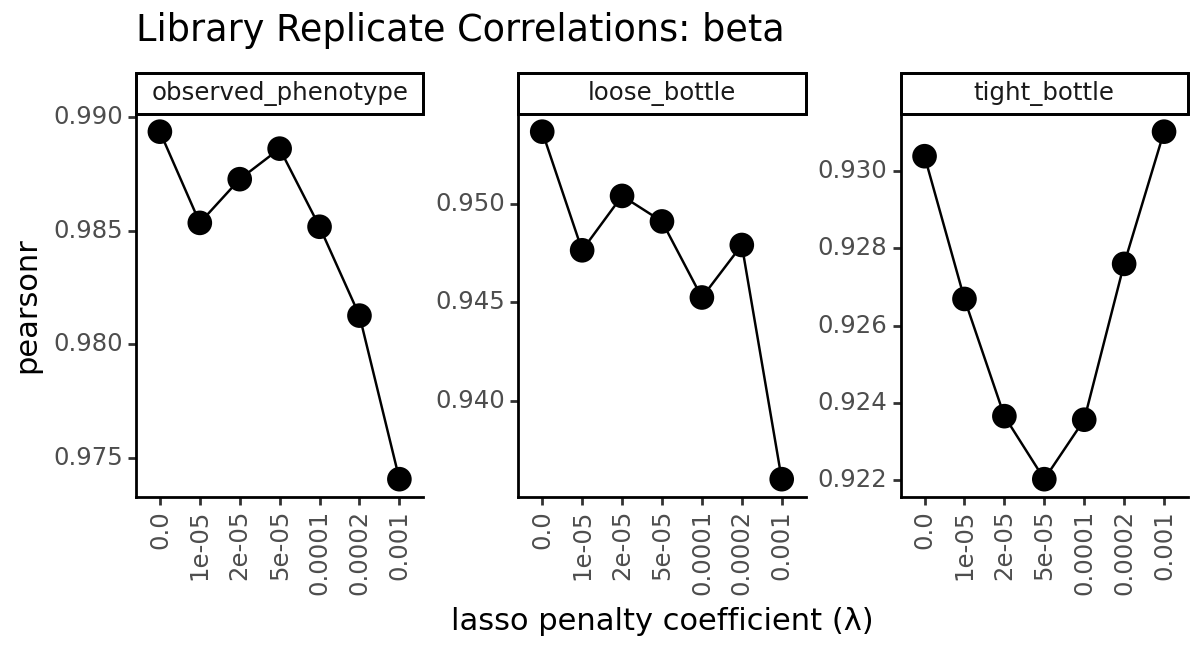 Library Replicate Correlations: beta
observed_phenotype
loose_bottle
tight_bottle
pearsonr
0.990
0.985
0.980
0.975
0.950
0.945
0.940
0.930
0.928
0.926
0.924
0.922
0.0
1e-05
2e-05
5e-05
0.0001
0.0002
0.001
0.0
1e-05
2e-05
5e-05
0.0001
0.0002
0.001
0.0
1e-05
2e-05
5e-05
0.0001
0.0002
0.001
lasso penalty coefficient (λ)